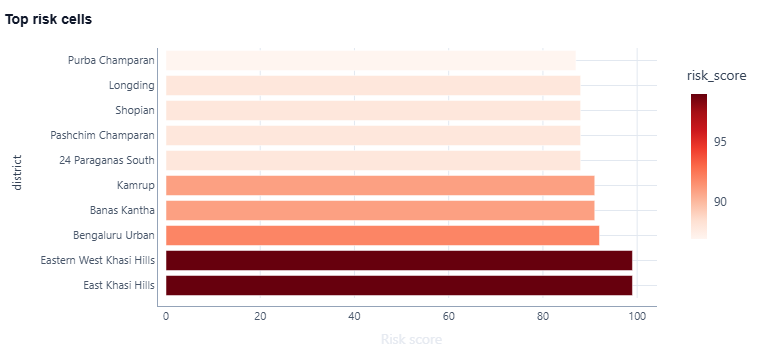 Top risk cells
Purba Champaran
Longding
Shopian
Pashchim Champaran
24 Paraganas South
Kamrup
Banas Kantha
Bengaluru Urban
Eastern West Khasi Hills
East Khasi Hills
district
0 20 40 60 80 100
Risk score
risk_score
95
90